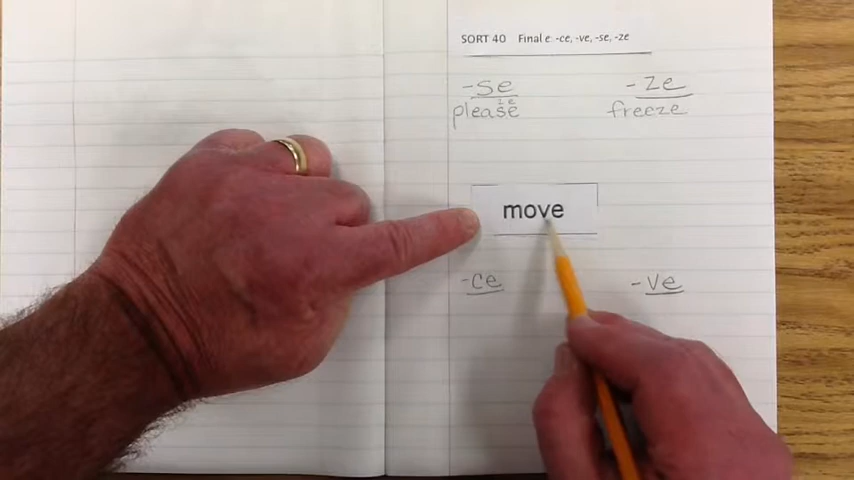 SORT 40 Final e: -ce, -ve, -se, -ze
-se -ze
please freeze
move
-ce -ve